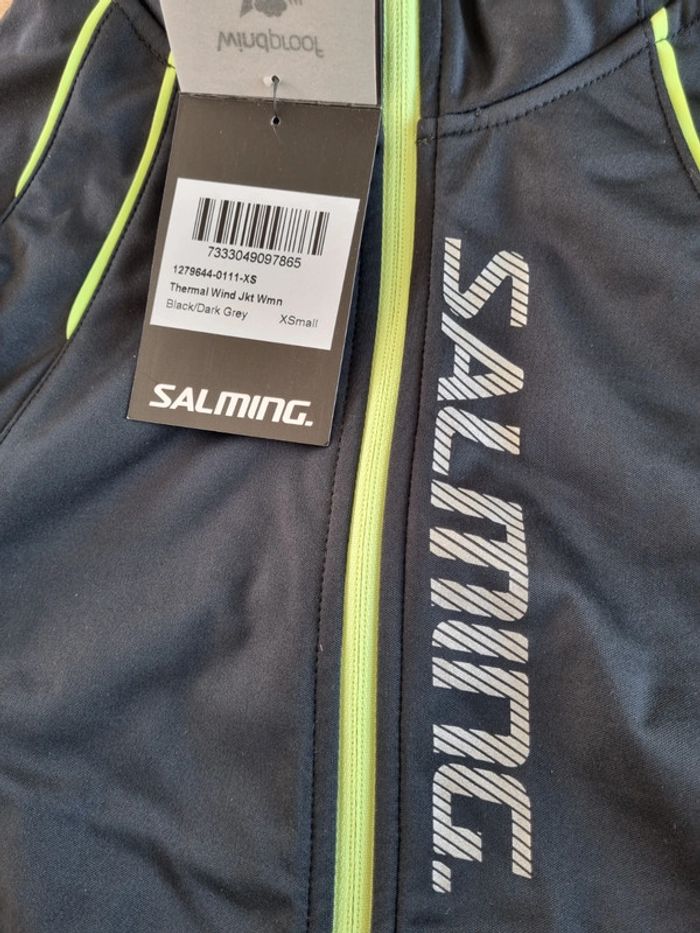 windproof
7333049097865
1279644-0111-XS
Thermal Wind Jkt Wmn
Black/Dark Grey XSmall
SALMING.
SALMING.